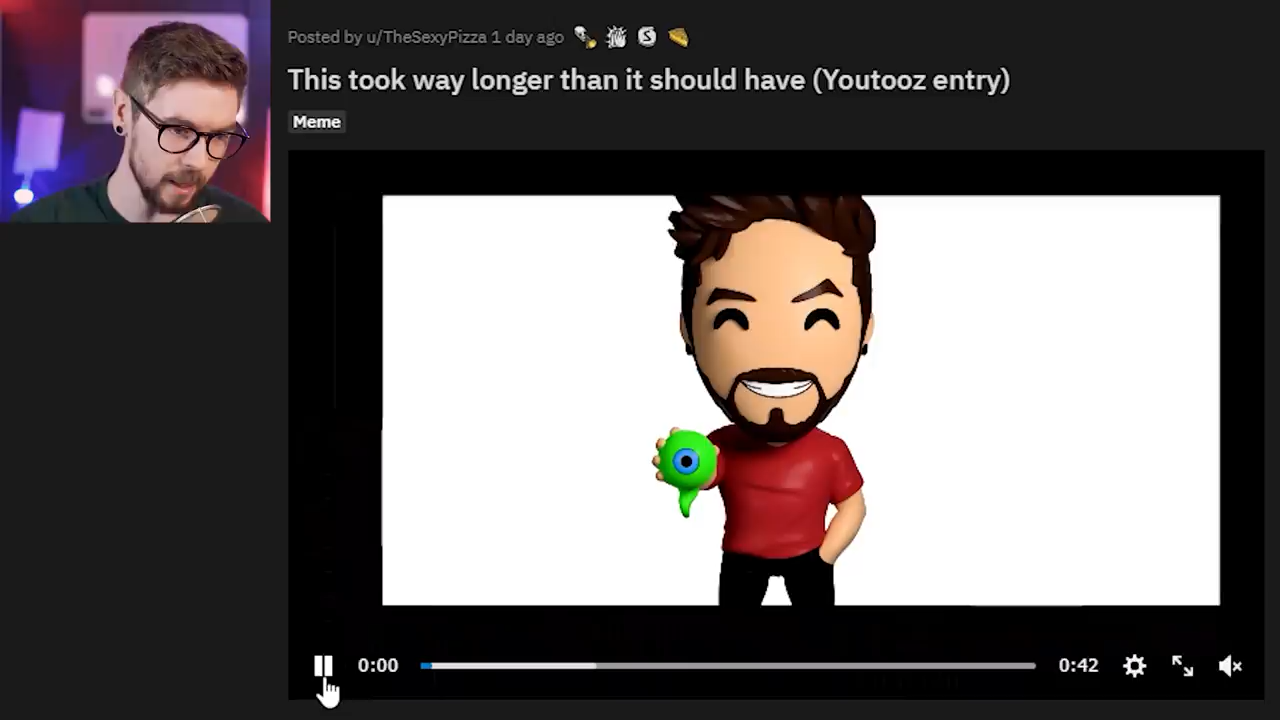 Posted by u/TheSexyPizza 1 day ago
This took way longer than it should have (Youtooz entry)
Meme
0:00
0:42